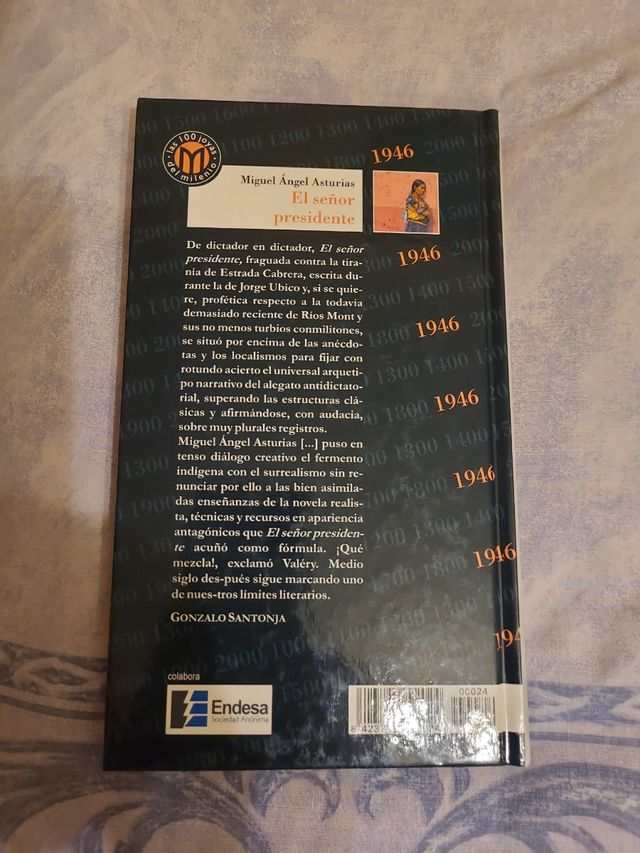 las 100 joyas
del milenio
M
1946
Miguel Ángel Asturias
El señor
presidente
De dictador en dictador, El señor
presidente, fraguada contra la tira-
nía de Estrada Cabrera, escrita du-
rante la de Jorge Ubico y, si se quie-
re, profética respecto a la todavía
demasiado reciente de Ríos Mont y
sus no menos turbios conmilitones,
se situó por encima de las anécdo-
tas y los localismos para fijar con
rotundo acierto el universal arqueti-
po narrativo del alegato antidictato-
rial, superando las estructuras clá-
sicas y afirmándose, con audacia,
sobre muy plurales registros.
Miguel Ángel Asturias [...] puso en
tenso diálogo creativo el fermento
indígena con el surrealismo sin re-
nunciar por ello a las bien asimila-
das enseñanzas de la novela realis-
ta, técnicas y recursos en apariencia
antagónicos que El señor presiden-
te acuñó como fórmula. ¡Qué
mezcla!, exclamó Valéry. Medio
siglo des-pués sigue marcando uno
de nues-tros límites literarios.
GONZALO SANTONJA
1946
1946
1946
1946
1946
194
colabora
Endesa
Sociedad Anónima
00024